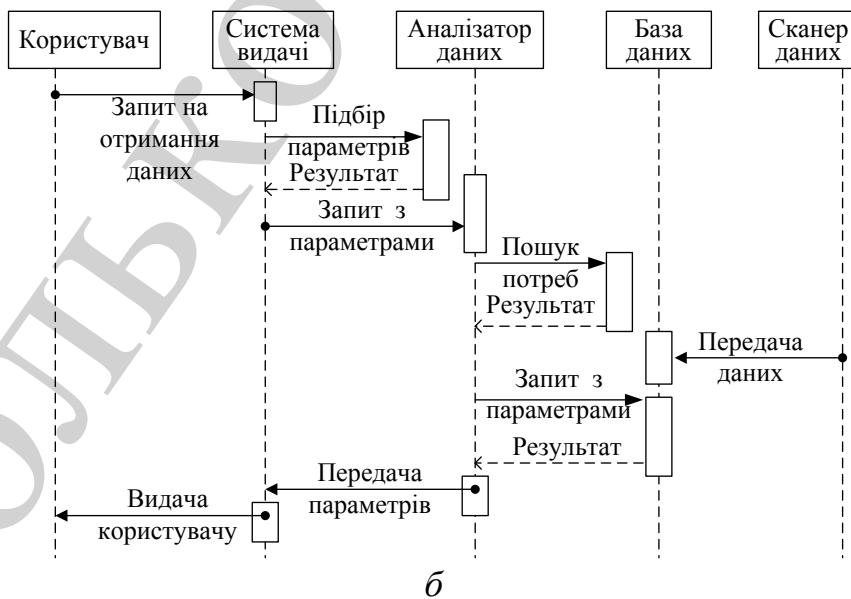 Користувач
Система
видачі
Аналізатор
даних
База
даних
Сканер
даних
Запит на
отримання
даних
Підбір
параметрів
Результат
Запит з
параметрами
Пошук
потреб
Результат
Передача
даних
Запит з
параметрами
Результат
Передача
параметрів
Видача
користувачу
б